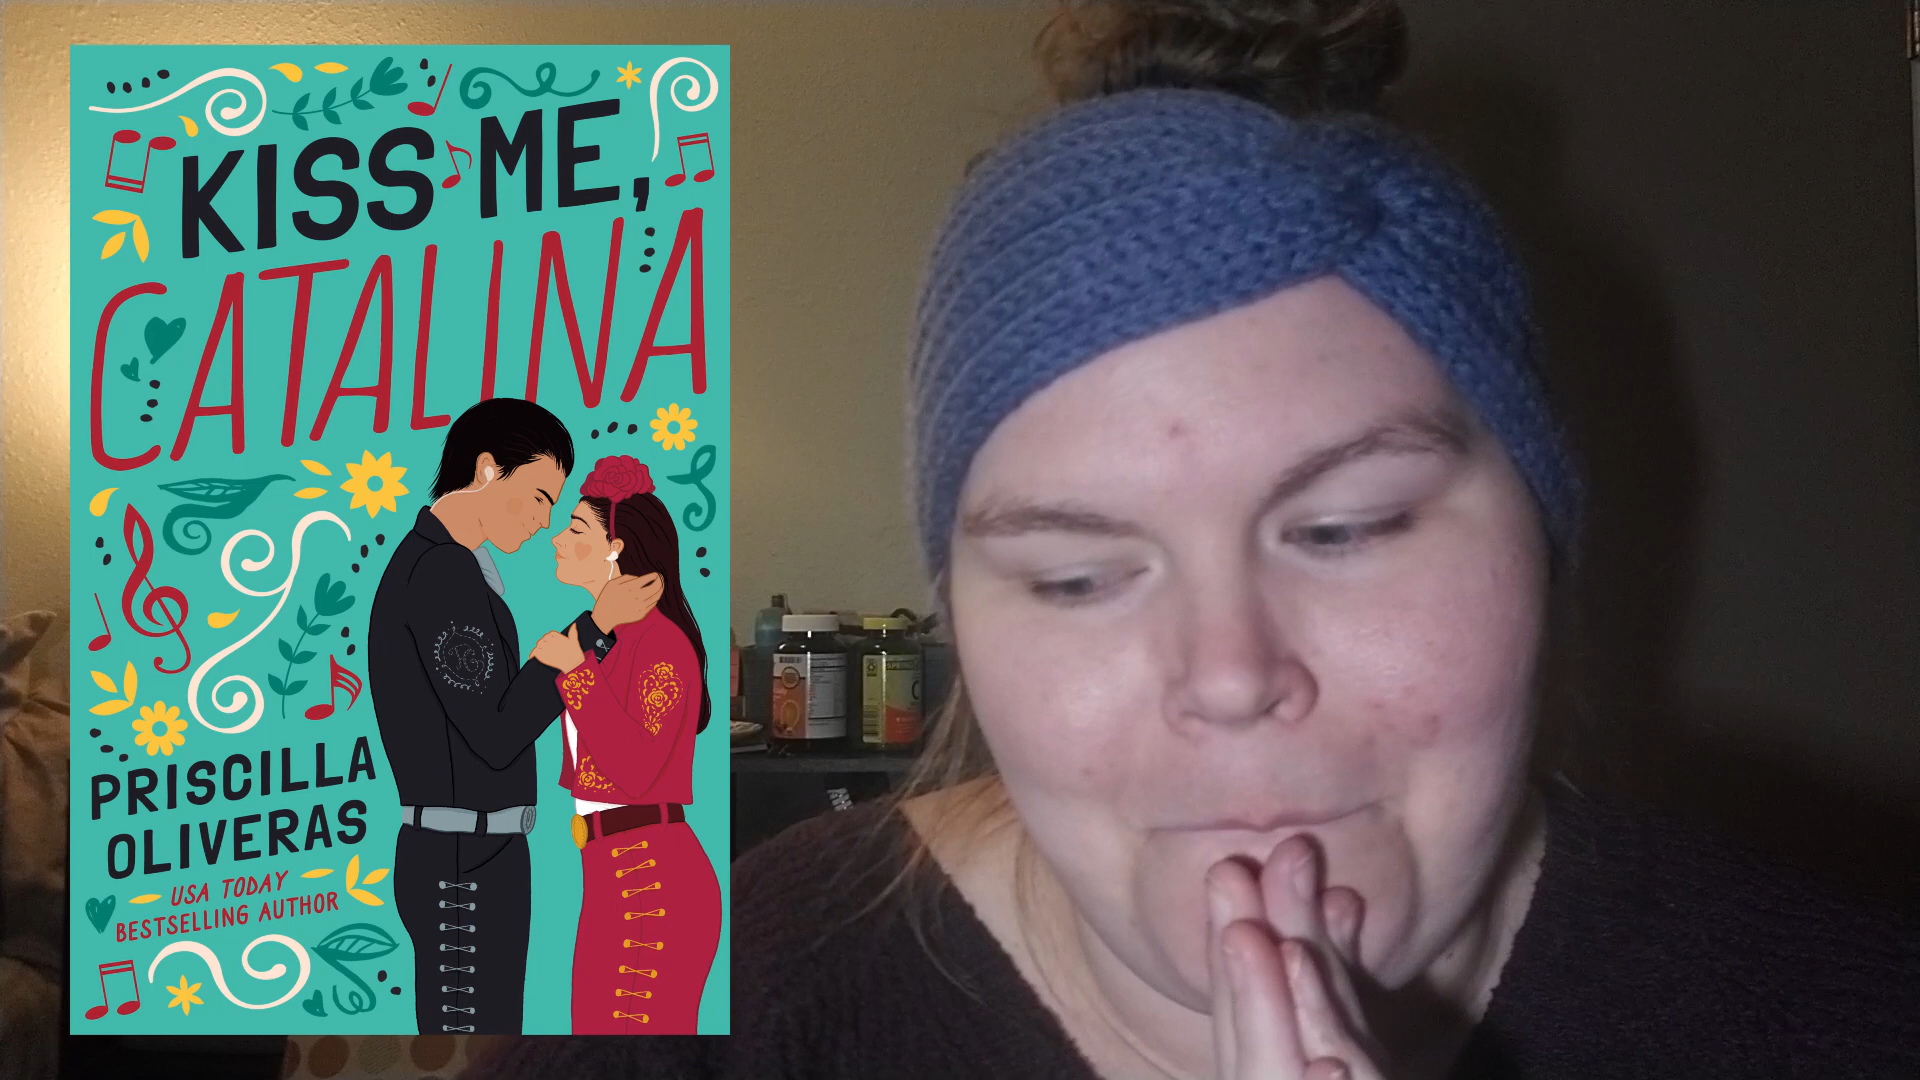 KISS ME,
CATALINA
PRISCILLA
OLIVERAS
USA TODAY
BESTSELLING AUTHOR